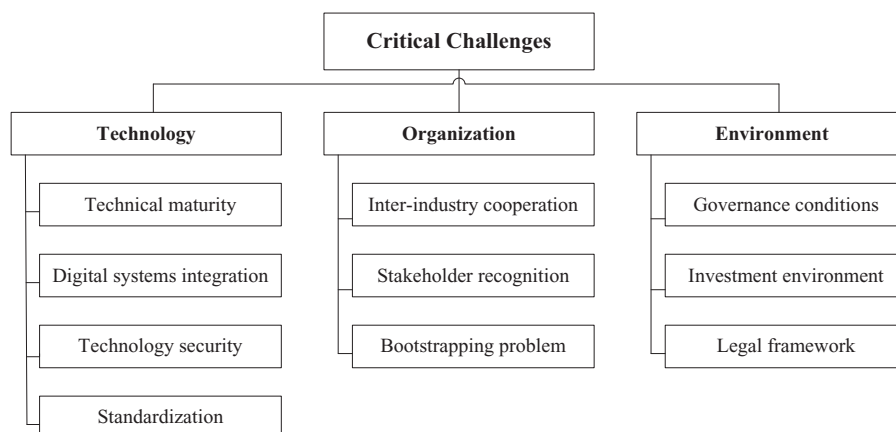 Critical Challenges
Technology
Organization
Environment
Technical maturity
Inter-industry cooperation
Governance conditions
Digital systems integration
Stakeholder recognition
Investment environment
Technology security
Bootstrapping problem
Legal framework
Standardization